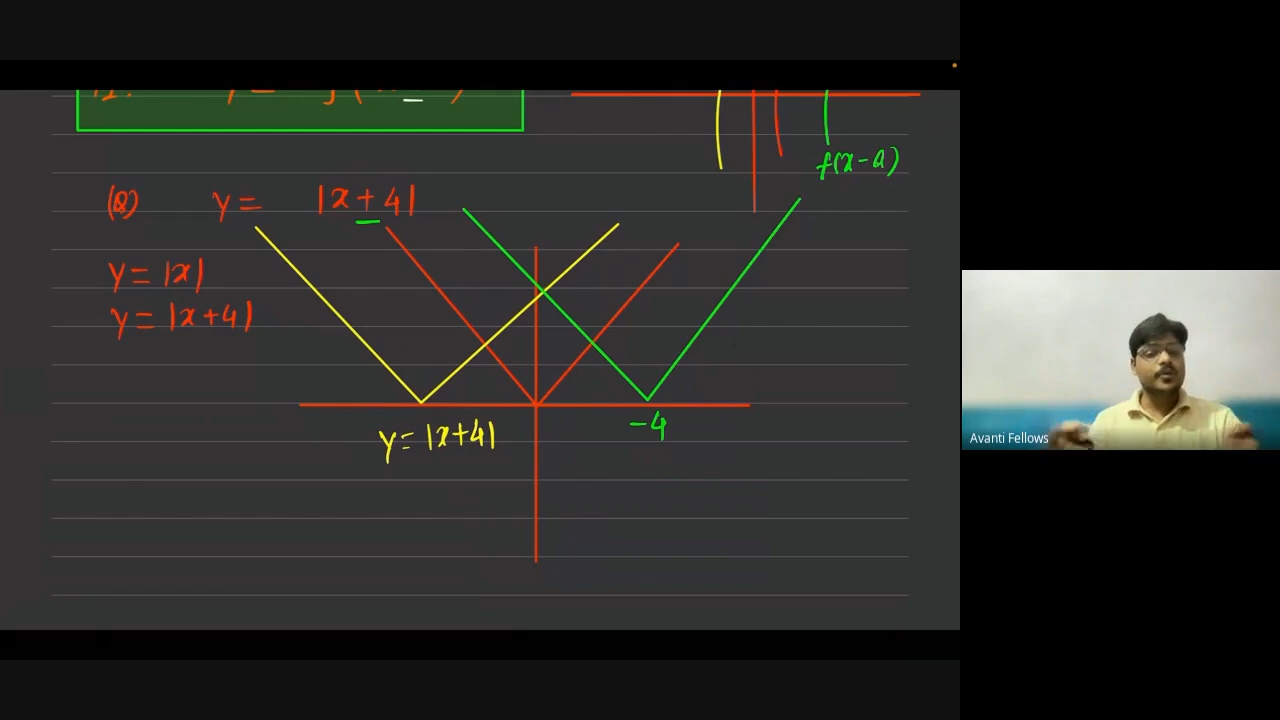 f(x-a)
(Q) y = |x+4|
y = |x|
y = |x+4|
y = |x+4|
-4
Avanti Fellows